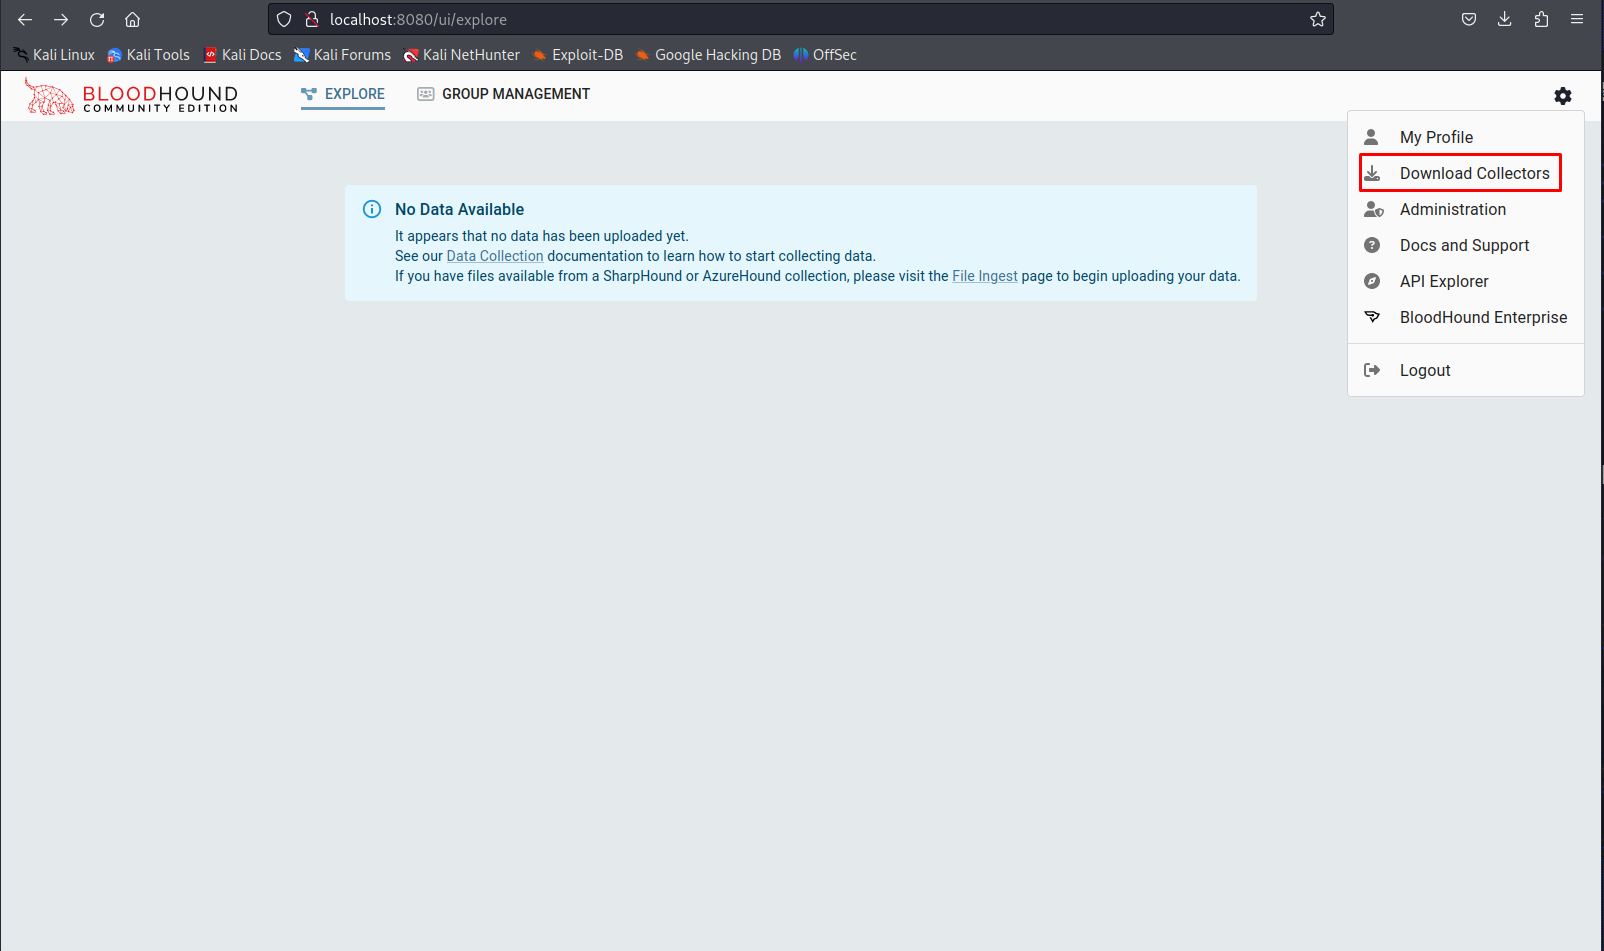 localhost:8080/ui/explore
Kali Linux Kali Tools Kali Docs Kali Forums Kali NetHunter Exploit-DB Google Hacking DB OffSec
BLOODHOUND
COMMUNITY EDITION
EXPLORE GROUP MANAGEMENT
My Profile
Download Collectors
Administration
Docs and Support
API Explorer
BloodHound Enterprise
Logout
No Data Available
It appears that no data has been uploaded yet.
See our Data Collection documentation to learn how to start collecting data.
If you have files available from a SharpHound or AzureHound collection, please visit the File Ingest page to begin uploading your data.